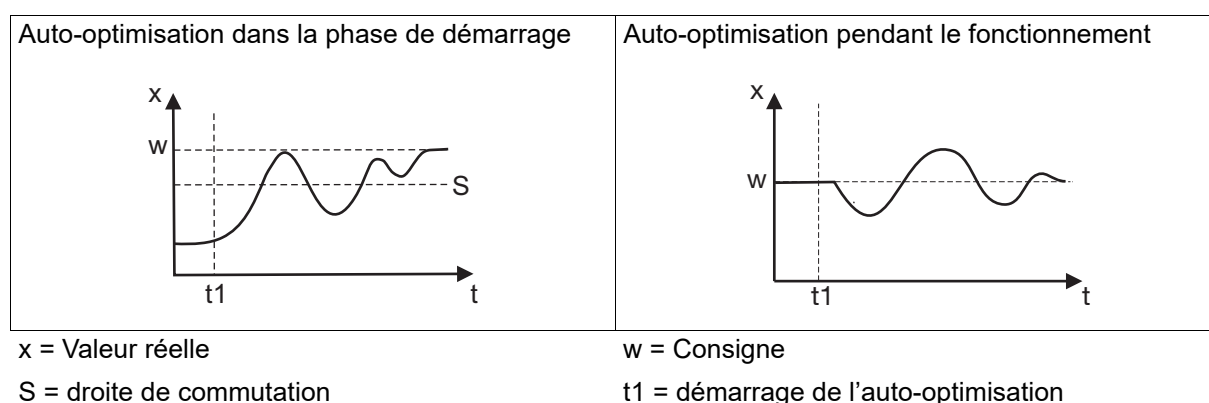 Auto-optimisation dans la phase de démarrage
Auto-optimisation pendant le fonctionnement
x
w
S
t1
t
x
w
t1
t
x = Valeur réelle
w = Consigne
S = droite de commutation
t1 = démarrage de l’auto-optimisation